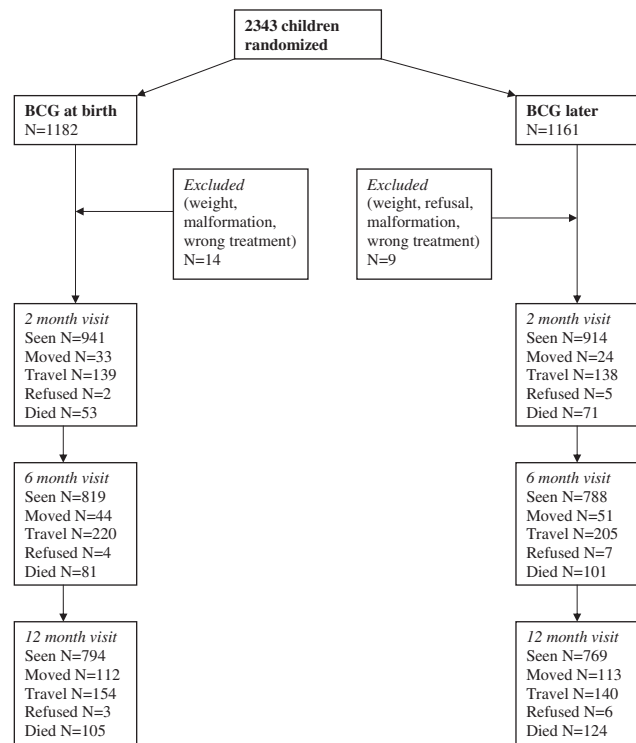 2343 children
randomized
BCG at birth
N=1182
BCG later
N=1161
Excluded
(weight,
malformation,
wrong treatment)
N=14
Excluded
(weight, refusal,
malformation,
wrong treatment)
N=9
2 month visit
Seen N=941
Moved N=33
Travel N=139
Refused N=2
Died N=53
2 month visit
Seen N=914
Moved N=24
Travel N=138
Refused N=5
Died N=71
6 month visit
Seen N=819
Moved N=44
Travel N=220
Refused N=4
Died N=81
6 month visit
Seen N=788
Moved N=51
Travel N=205
Refused N=7
Died N=101
12 month visit
Seen N=794
Moved N=112
Travel N=154
Refused N=3
Died N=105
12 month visit
Seen N=769
Moved N=113
Travel N=140
Refused N=6
Died N=124